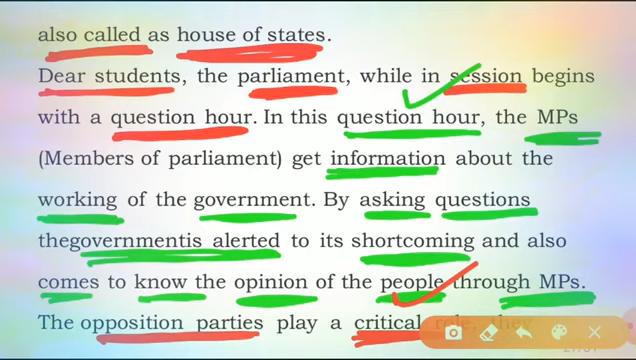 also called as house of states.
Dear students, the parliament, while in session begins
with a question hour. In this question hour, the MPs
(Members of parliament) get information about the
working of the government. By asking questions
thegovernmentis alerted to its shortcoming and also
comes to know the opinion of the people through MPs.
The opposition parties play a critical role, they